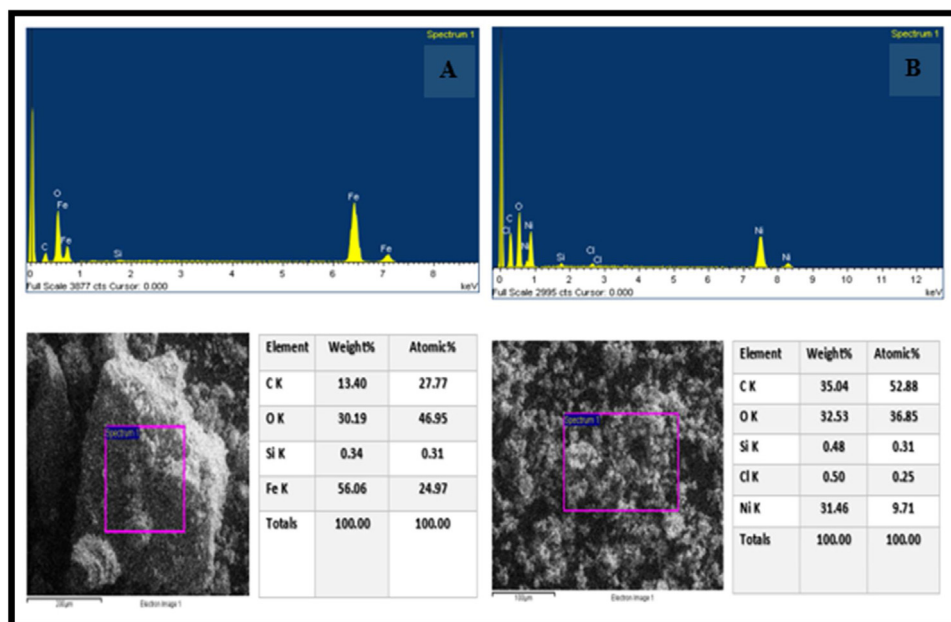 Spectrum 1
A
O
Fe
C
Fe
Si
Fe
Fe
0 1 2 3 4 5 6 7 8
Full Scale 3877 cts Cursor: 0.000 keV
Spectrum 1
B
C
Cl
O
Ni
Ni
Si
Cl
Cl
Ni
Ni
0 1 2 3 4 5 6 7 8 9 10 11 12
Full Scale 2995 cts Cursor: 0.000 keV
Spectrum 1
200µm Electron Image 1
Element Weight% Atomic%
C K 13.40 27.77
O K 30.19 46.95
Si K 0.34 0.31
Fe K 56.06 24.97
Totals 100.00 100.00
Spectrum 1
100µm Electron Image 1
Element Weight% Atomic%
C K 35.04 52.88
O K 32.53 36.85
Si K 0.48 0.31
Cl K 0.50 0.25
Ni K 31.46 9.71
Totals 100.00 100.00